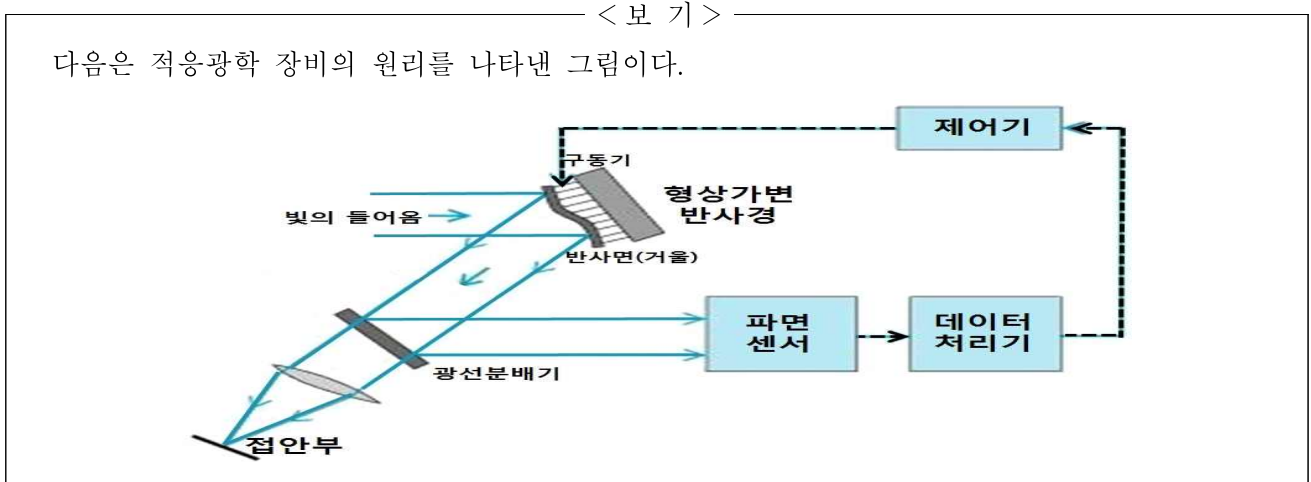 <보 기>
다음은 적응광학 장비의 원리를 나타낸 그림이다.
제어기
구동기
형상가변
반사경
빛의 들어옴
반사면(거울)
파면
센서
데이터
처리기
광선분배기
접안부